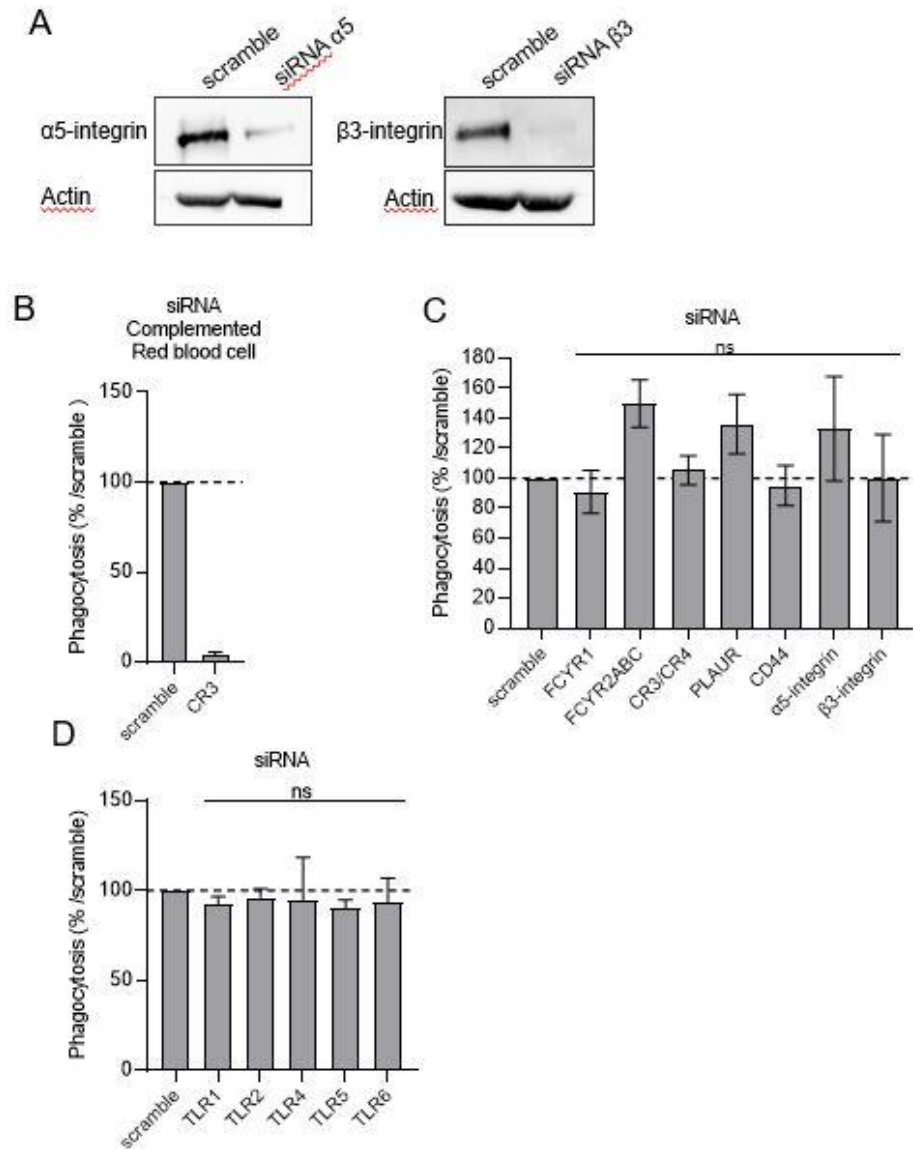 A
scramble
siRNA α5
scramble
siRNA β3
α5-integrin
β3-integrin
Actin
Actin
B
siRNA
Complemented
Red blood cell
Phagocytosis (% /scramble )
150
100
50
0
scramble
CR3
C
siRNA
ns
Phagocytosis (% /scramble)
180
160
140
120
100
80
60
40
20
0
scramble
FCYR1
FCYR2ABC
CR3/CR4
PLAUR
CD44
α5-integrin
β3-integrin
D
siRNA
ns
Phagocytosis (% /scramble)
150
100
50
0
scramble
TLR1
TLR2
TLR4
TLR5
TLR6